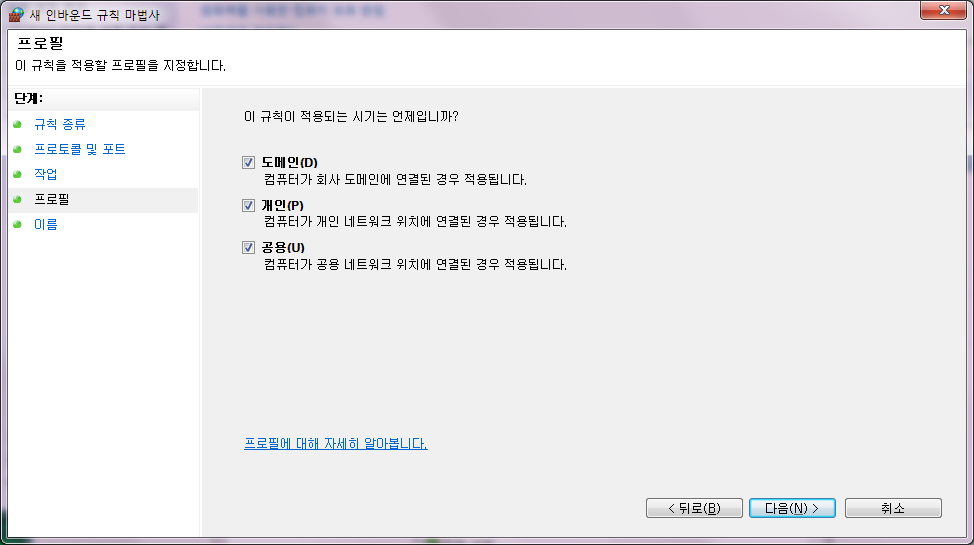 새 인바운드 규칙 마법사
프로필
이 규칙을 적용할 프로필을 지정합니다.
단계:
규칙 종류
프로토콜 및 포트
작업
프로필
이름
이 규칙이 적용되는 시기는 언제입니까?
도메인(D)
컴퓨터가 회사 도메인에 연결된 경우 적용됩니다.
개인(P)
컴퓨터가 개인 네트워크 위치에 연결된 경우 적용됩니다.
공용(U)
컴퓨터가 공용 네트워크 위치에 연결된 경우 적용됩니다.
프로필에 대해 자세히 알아봅니다.
< 뒤로(B) 다음(N) > 취소